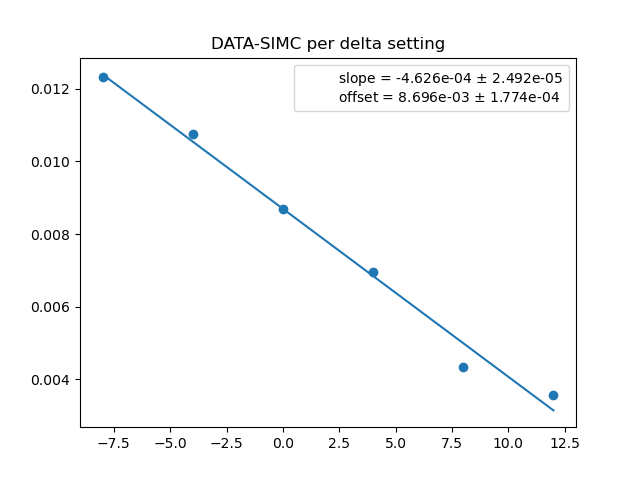 DATA-SIMC per delta setting
slope = -4.626e-04 ± 2.492e-05
offset = 8.696e-03 ± 1.774e-04
0.012
0.010
0.008
0.006
0.004
−7.5 −5.0 −2.5 0.0 2.5 5.0 7.5 10.0 12.5